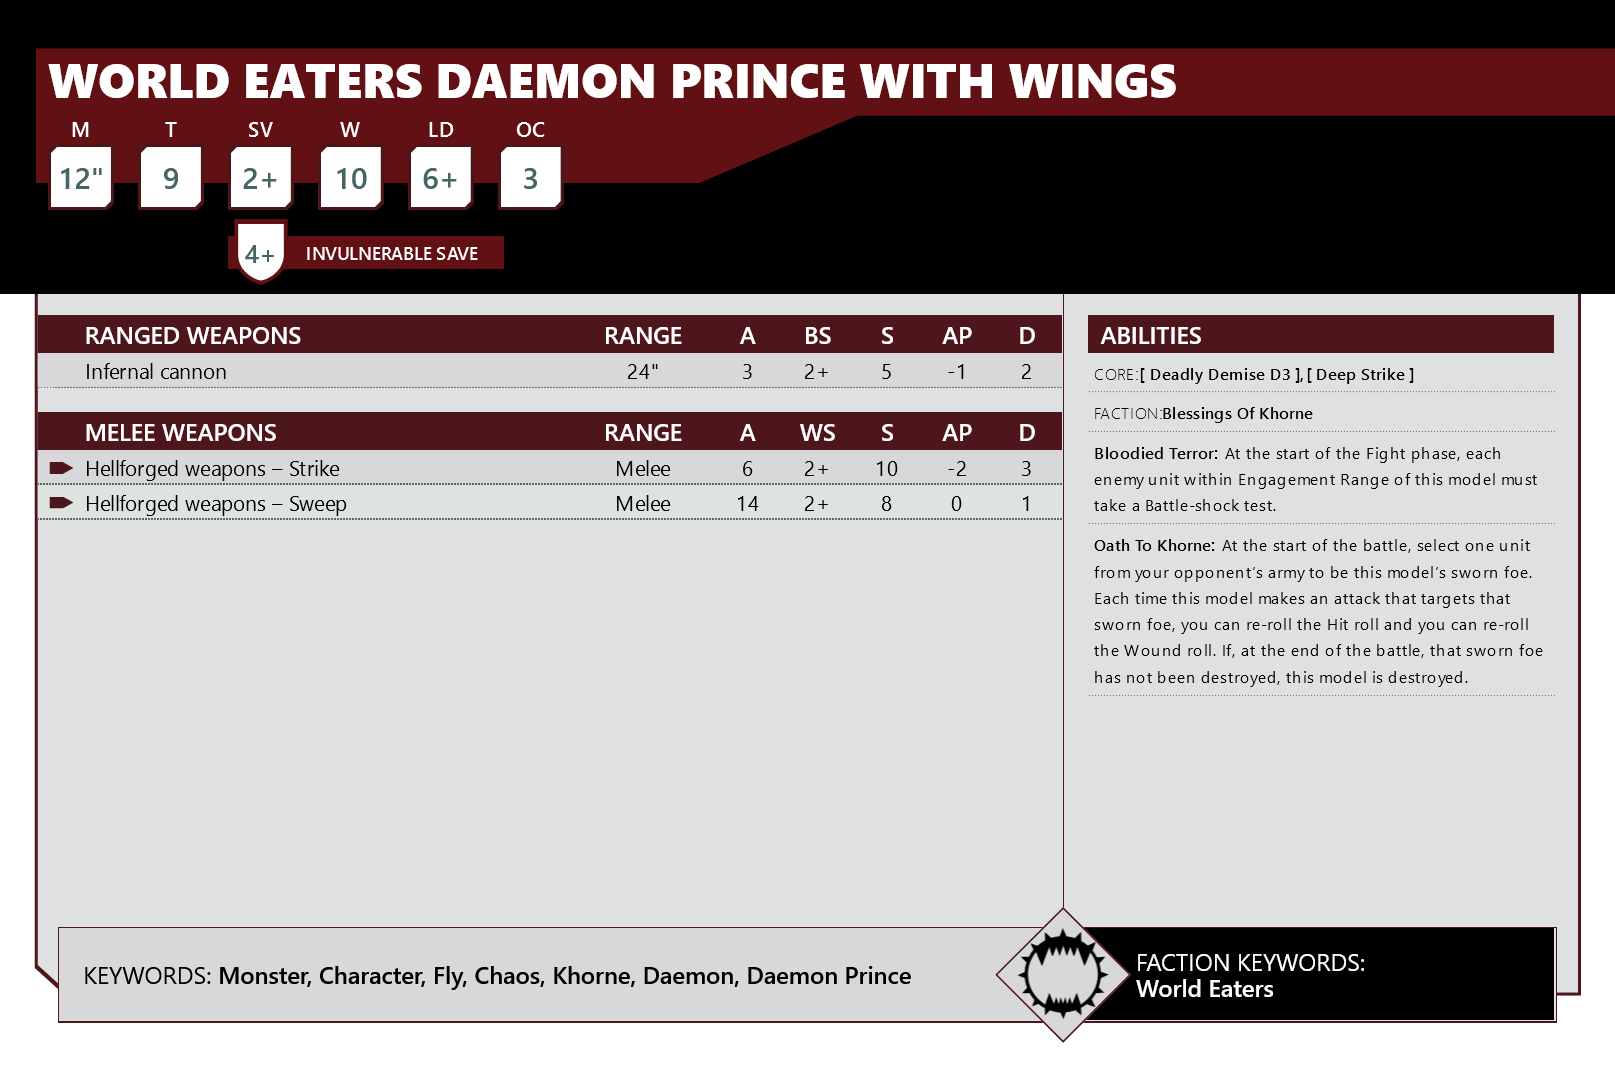 WORLD EATERS DAEMON PRINCE WITH WINGS
M T SV W LD OC
12" 9 2+ 10 6+ 3
4+ INVULNERABLE SAVE
RANGED WEAPONS RANGE A BS S AP D
Infernal cannon 24" 3 2+ 5 -1 2
MELEE WEAPONS RANGE A WS S AP D
Hellforged weapons – Strike Melee 6 2+ 10 -2 3
Hellforged weapons – Sweep Melee 14 2+ 8 0 1
ABILITIES
CORE:[ Deadly Demise D3 ],[ Deep Strike ]
FACTION:Blessings Of Khorne
Bloodied Terror: At the start of the Fight phase, each
enemy unit within Engagement Range of this model must
take a Battle-shock test.
Oath To Khorne: At the start of the battle, select one unit
from your opponent’s army to be this model’s sworn foe.
Each time this model makes an attack that targets that
sworn foe, you can re-roll the Hit roll and you can re-roll
the Wound roll. If, at the end of the battle, that sworn foe
has not been destroyed, this model is destroyed.
KEYWORDS: Monster, Character, Fly, Chaos, Khorne, Daemon, Daemon Prince
FACTION KEYWORDS:
World Eaters